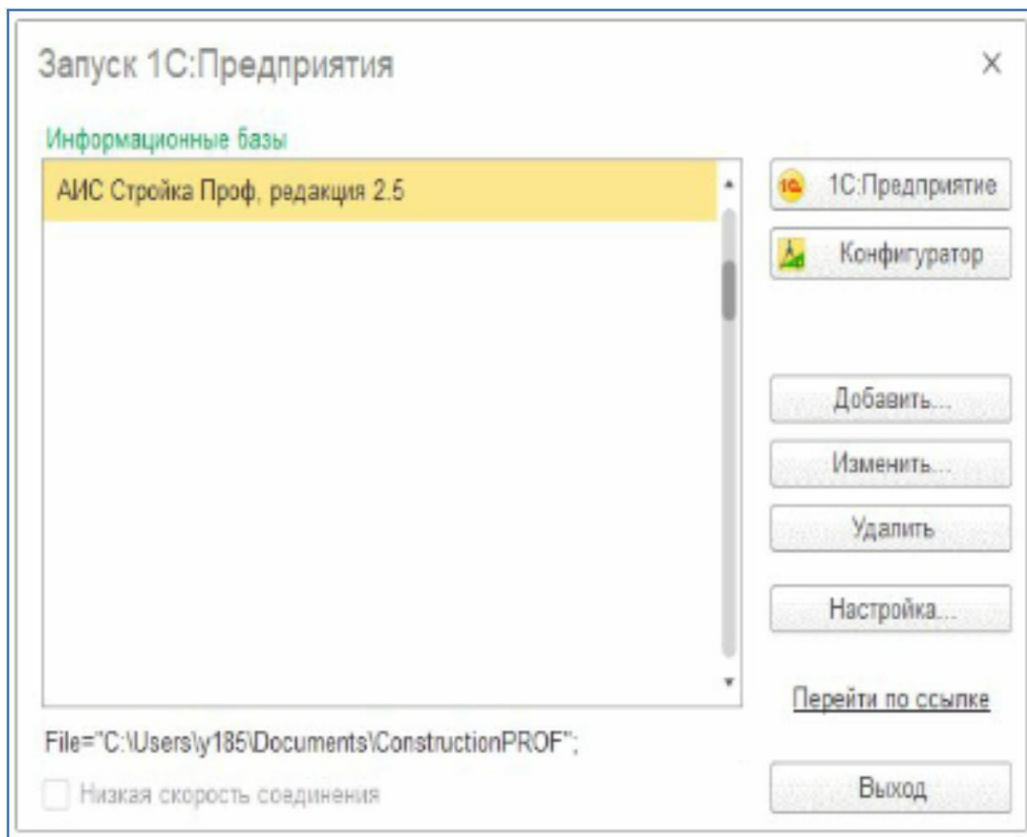 Запуск 1С:Предприятия
Информационные базы
АИС Стройка Проф, редакция 2.5
1С:Предприятие
Конфигуратор
Добавить...
Изменить...
Удалить
Настройка...
Перейти по ссылке
File="C:\Users\y185\Documents\ConstructionPROF";
Низкая скорость соединения
Выход